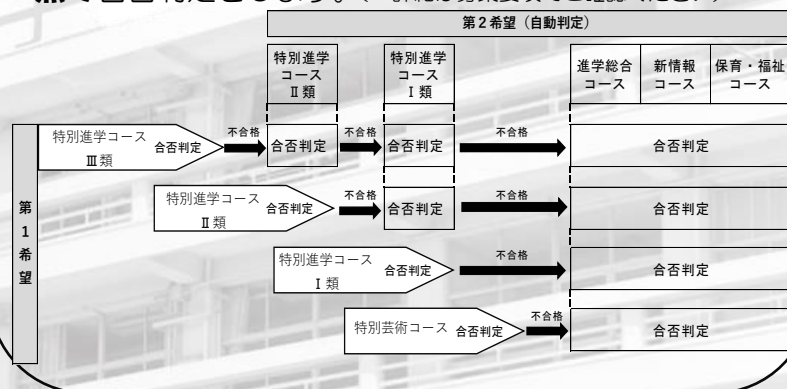 第2希望（自動判定）
特別進学
コース
Ⅱ類
特別進学
コース
Ⅰ類
進学総合
コース
新情報
コース
保育・福祉
コース
第1希望
特別進学コース
Ⅲ類
合否判定
不合格
合否判定
不合格
合否判定
不合格
合否判定
特別進学コース
Ⅱ類
合否判定
不合格
合否判定
不合格
合否判定
特別進学コース
Ⅰ類
合否判定
不合格
合否判定
特別芸術コース
合否判定
不合格
合否判定